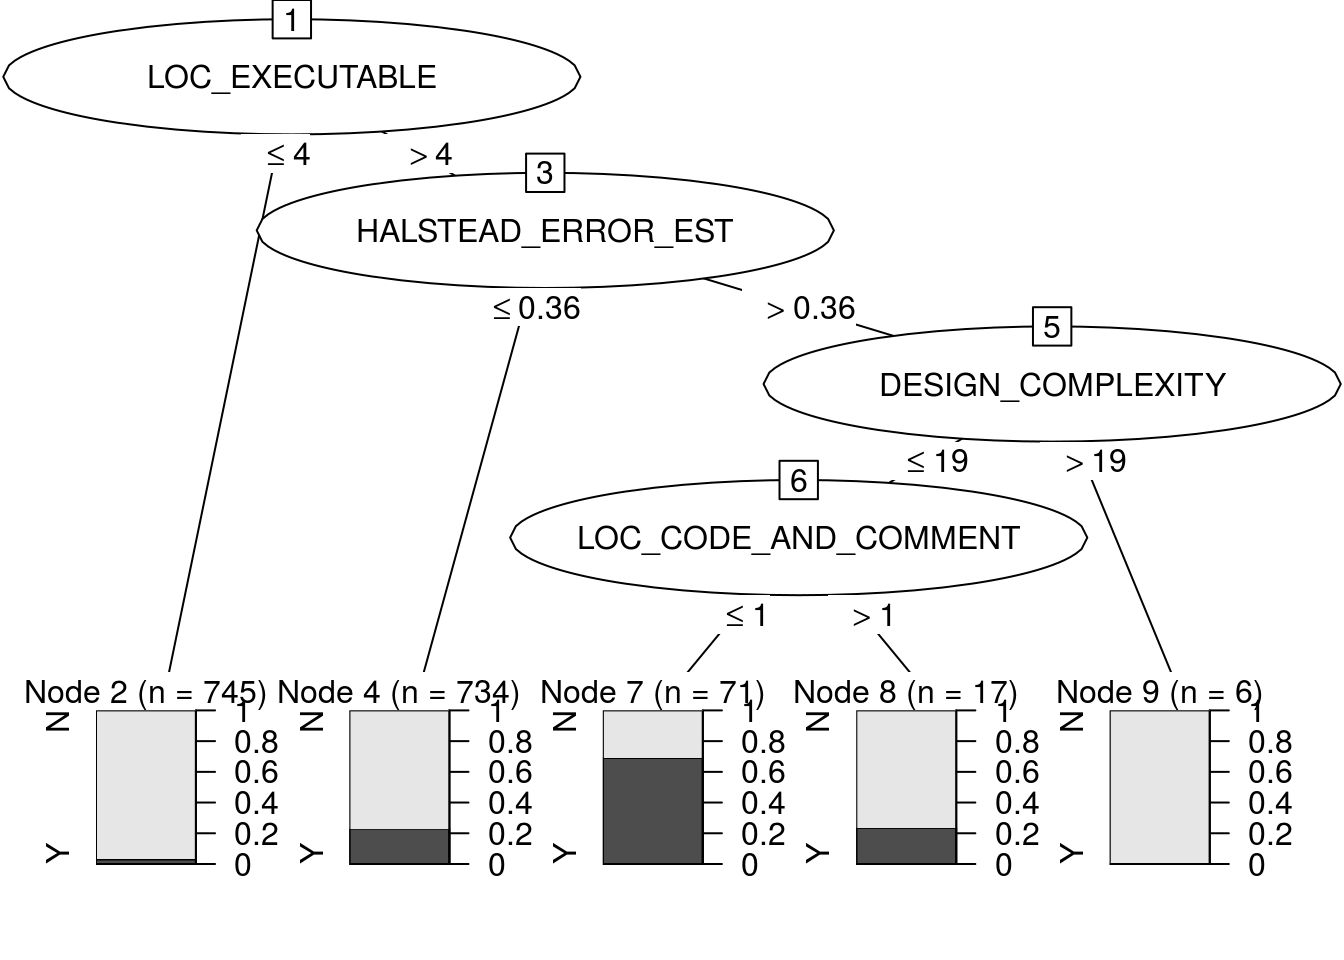 1
LOC_EXECUTABLE
≤ 4
> 4
3
HALSTEAD_ERROR_EST
≤ 0.36
> 0.36
5
DESIGN_COMPLEXITY
≤ 19
> 19
6
LOC_CODE_AND_COMMENT
≤ 1
> 1
Node 2 (n = 745)
N
Y
1
0.8
0.6
0.4
0.2
0
Node 4 (n = 734)
N
Y
1
0.8
0.6
0.4
0.2
0
Node 7 (n = 71)
N
Y
1
0.8
0.6
0.4
0.2
0
Node 8 (n = 17)
N
Y
1
0.8
0.6
0.4
0.2
0
Node 9 (n = 6)
N
Y
1
0.8
0.6
0.4
0.2
0